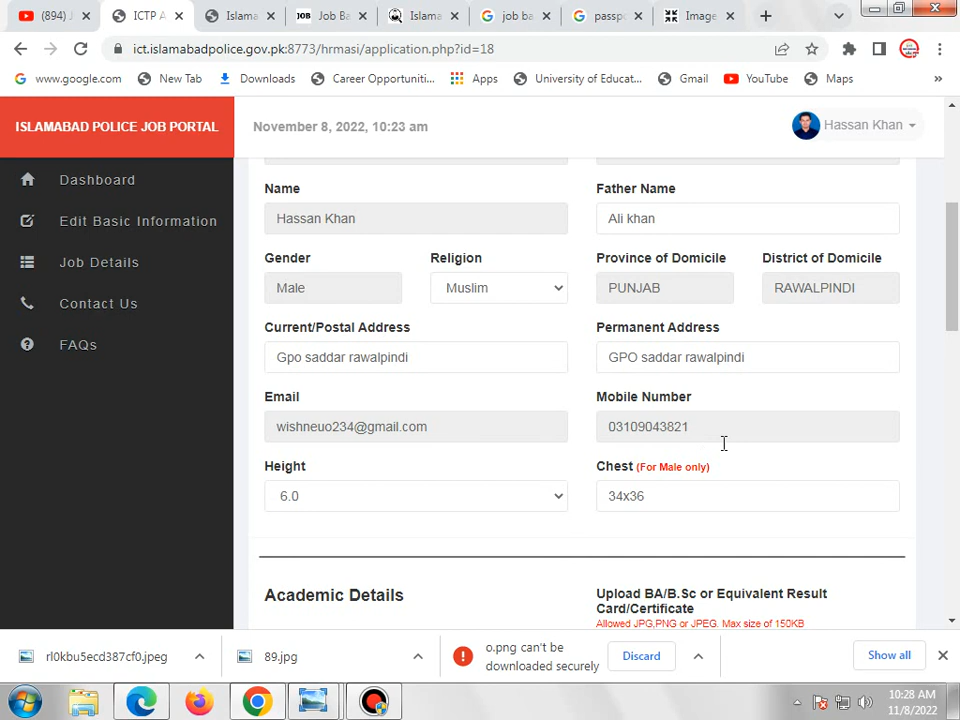 (894) J
ICTP A
Islama
JOB Job Ba
Islama
job ba
passpo
Image
ict.islamabadpolice.gov.pk:8773/hrmasi/application.php?id=18
www.google.com
New Tab
Downloads
Career Opportuniti...
Apps
University of Educat...
Gmail
YouTube
Maps
»
ISLAMABAD POLICE JOB PORTAL
November 8, 2022, 10:23 am
Hassan Khan
Dashboard
Edit Basic Information
Job Details
Contact Us
FAQs
Name
Father Name
Hassan Khan
Ali khan
Gender
Religion
Province of Domicile
District of Domicile
Male
Muslim
PUNJAB
RAWALPINDI
Current/Postal Address
Permanent Address
Gpo saddar rawalpindi
GPO saddar rawalpindi
Email
Mobile Number
wishneuo234@gmail.com
03109043821
Height
Chest (For Male only)
6.0
34x36
Academic Details
Upload BA/B.Sc or Equivalent Result
Card/Certificate
Allowed JPG,PNG or JPEG. Max size of 150KB
rl0kbu5ecd387cf0.jpeg
89.jpg
o.png can't be
downloaded securely
Discard
Show all
10:28 AM
11/8/2022